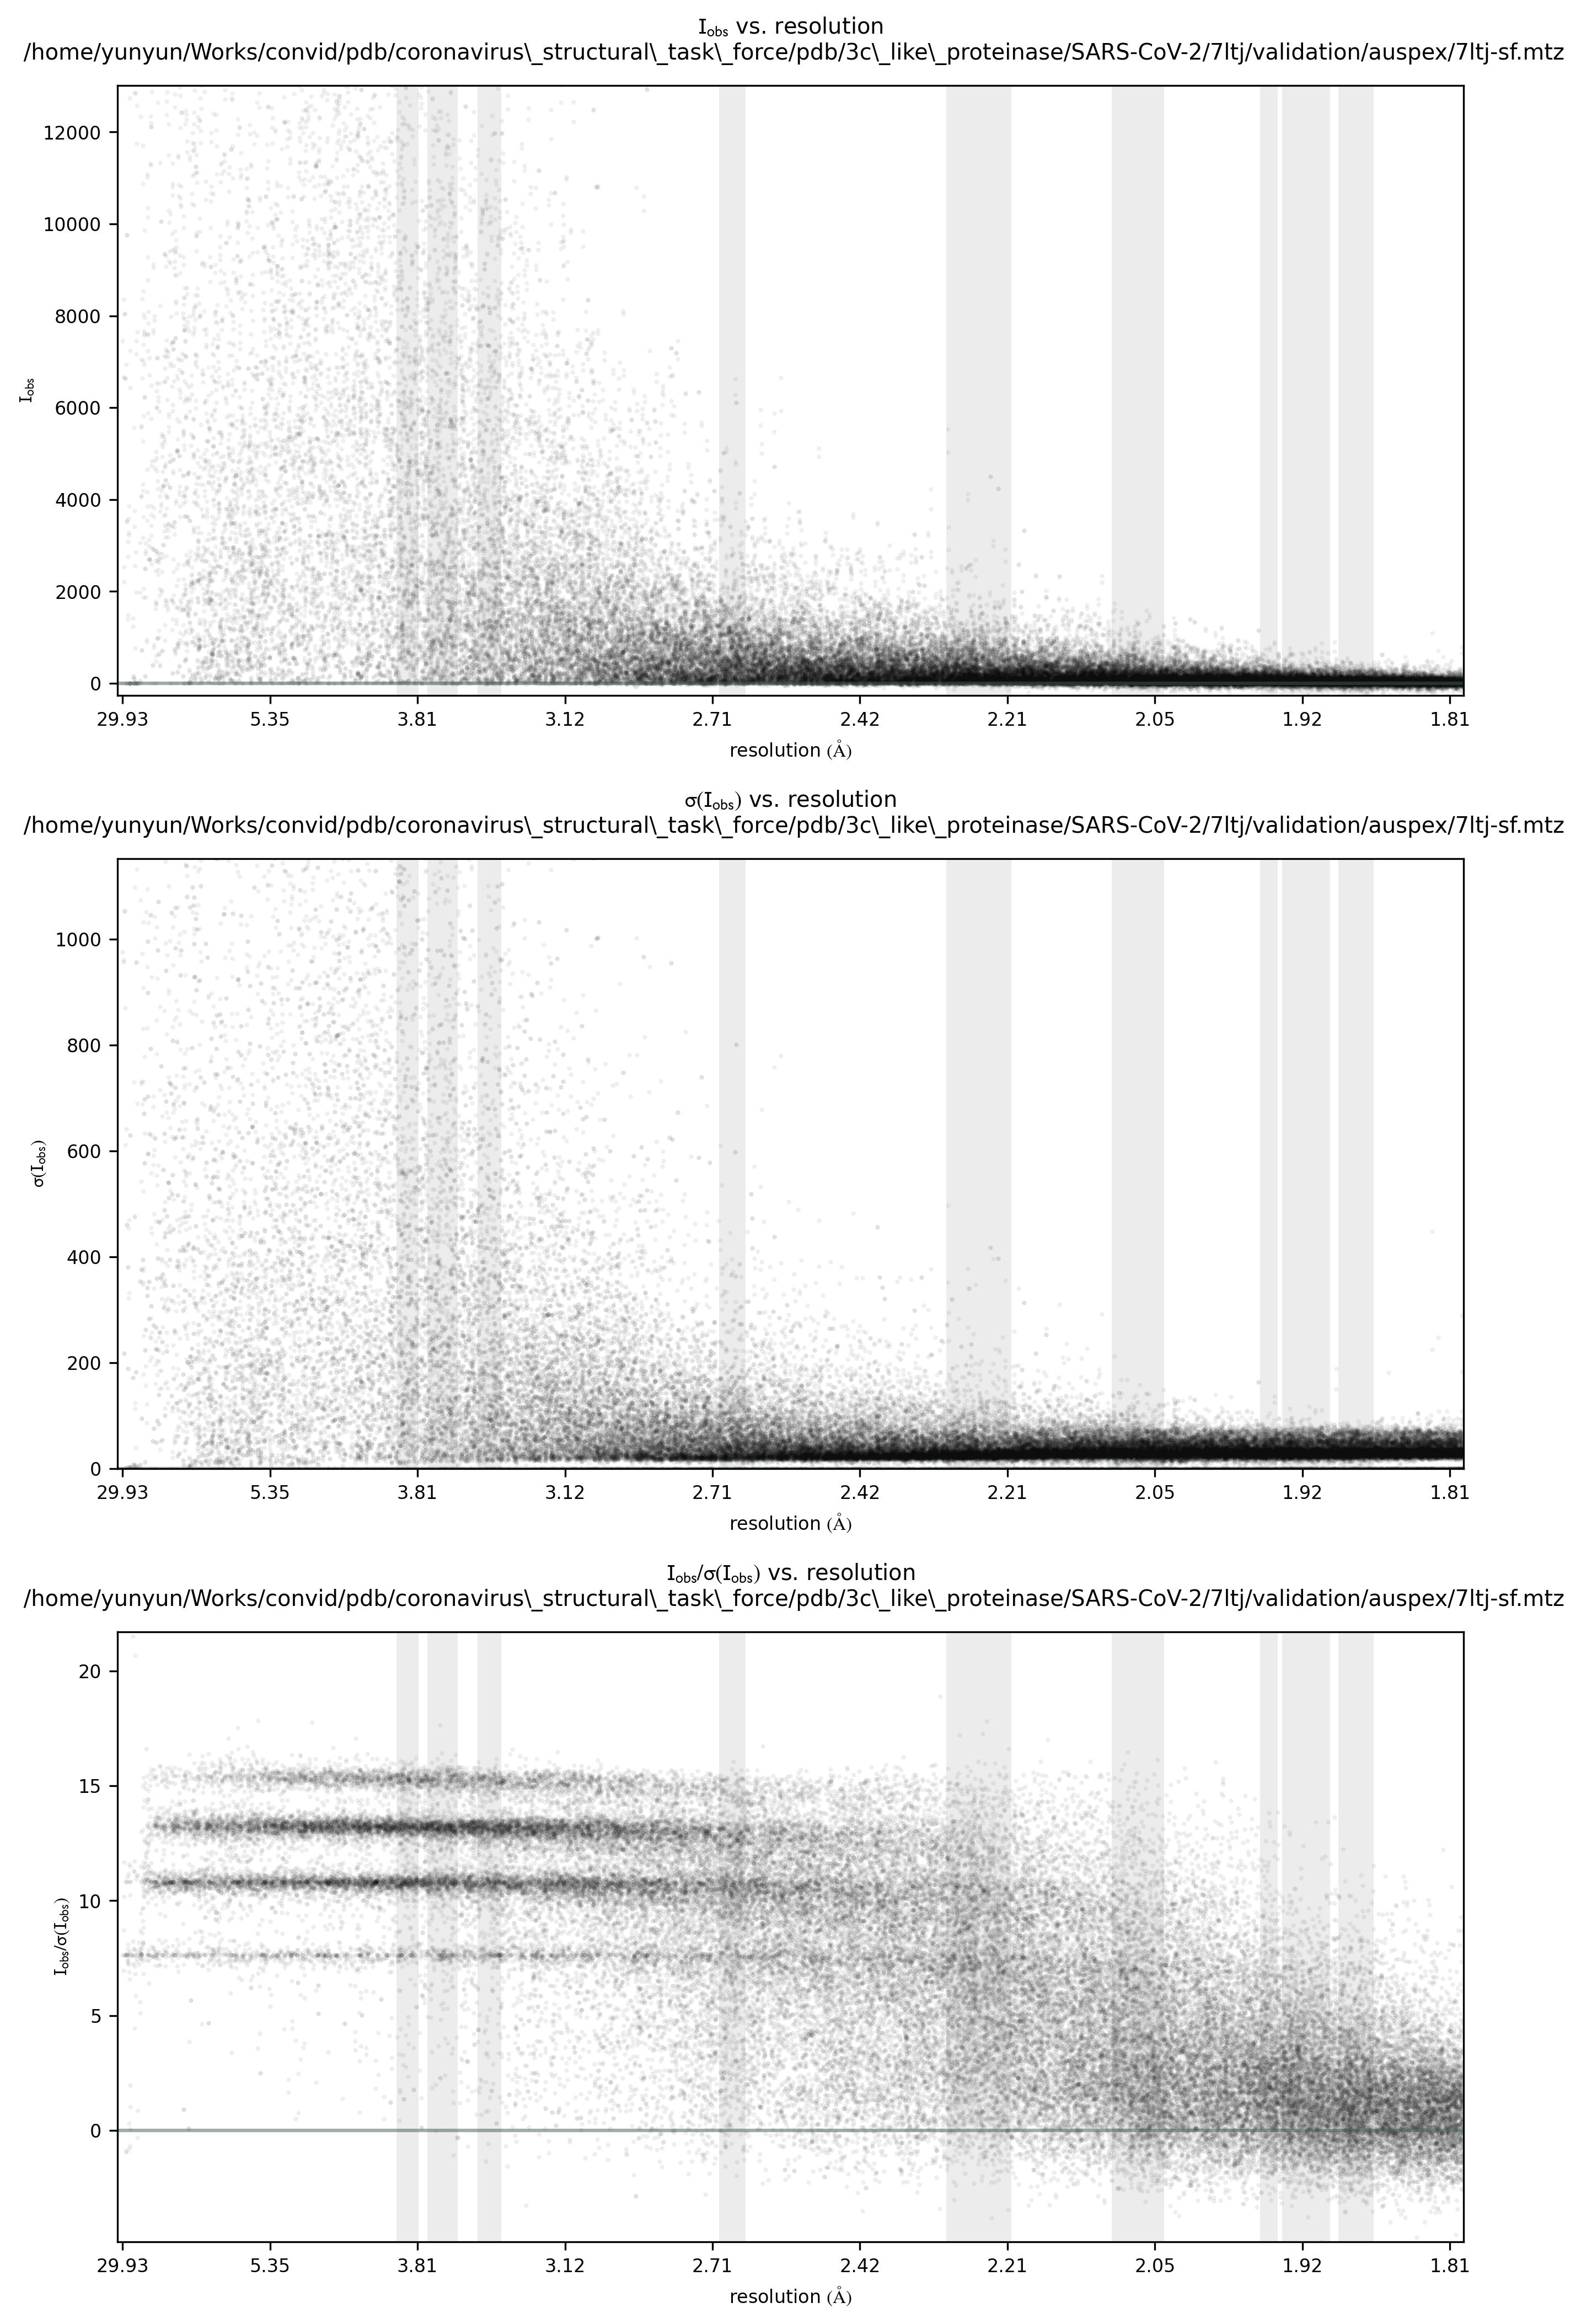 I_obs vs. resolution
/home/yunyun/Works/convid/pdb/coronavirus\_structural\_task\_force/pdb/3c\_like\_proteinase/SARS-CoV-2/7ltj/validation/auspex/7ltj-sf.mtz
12000
10000
8000
6000
4000
2000
0
I_obs
29.93 5.35 3.81 3.12 2.71 2.42 2.21 2.05 1.92 1.81
resolution (Å)
σ(I_obs) vs. resolution
/home/yunyun/Works/convid/pdb/coronavirus\_structural\_task\_force/pdb/3c\_like\_proteinase/SARS-CoV-2/7ltj/validation/auspex/7ltj-sf.mtz
1000
800
600
400
200
0
σ(I_obs)
29.93 5.35 3.81 3.12 2.71 2.42 2.21 2.05 1.92 1.81
resolution (Å)
I_obs/σ(I_obs) vs. resolution
/home/yunyun/Works/convid/pdb/coronavirus\_structural\_task\_force/pdb/3c\_like\_proteinase/SARS-CoV-2/7ltj/validation/auspex/7ltj-sf.mtz
20
15
10
5
0
I_obs/σ(I_obs)
29.93 5.35 3.81 3.12 2.71 2.42 2.21 2.05 1.92 1.81
resolution (Å)